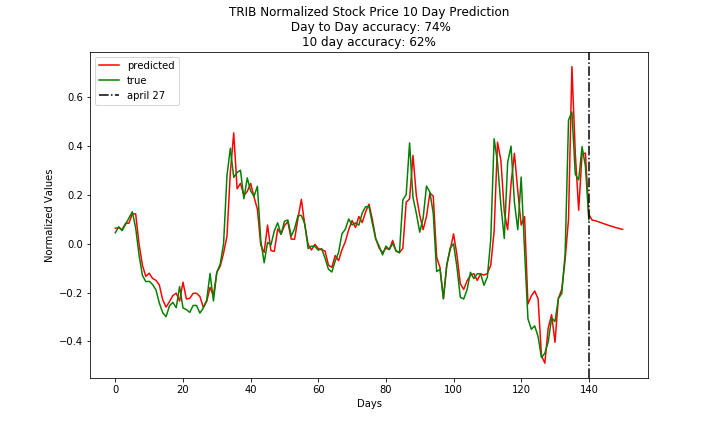 TRIB Normalized Stock Price 10 Day Prediction
Day to Day accuracy: 74%
10 day accuracy: 62%
predicted
true
april 27
Normalized Values
0.6
0.4
0.2
0.0
−0.2
−0.4
0 20 40 60 80 100 120 140
Days